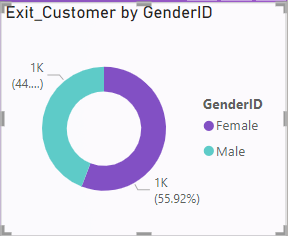 Exit_Customer by GenderID
1K
(44....)
GenderID
Female
Male
1K
(55.92%)